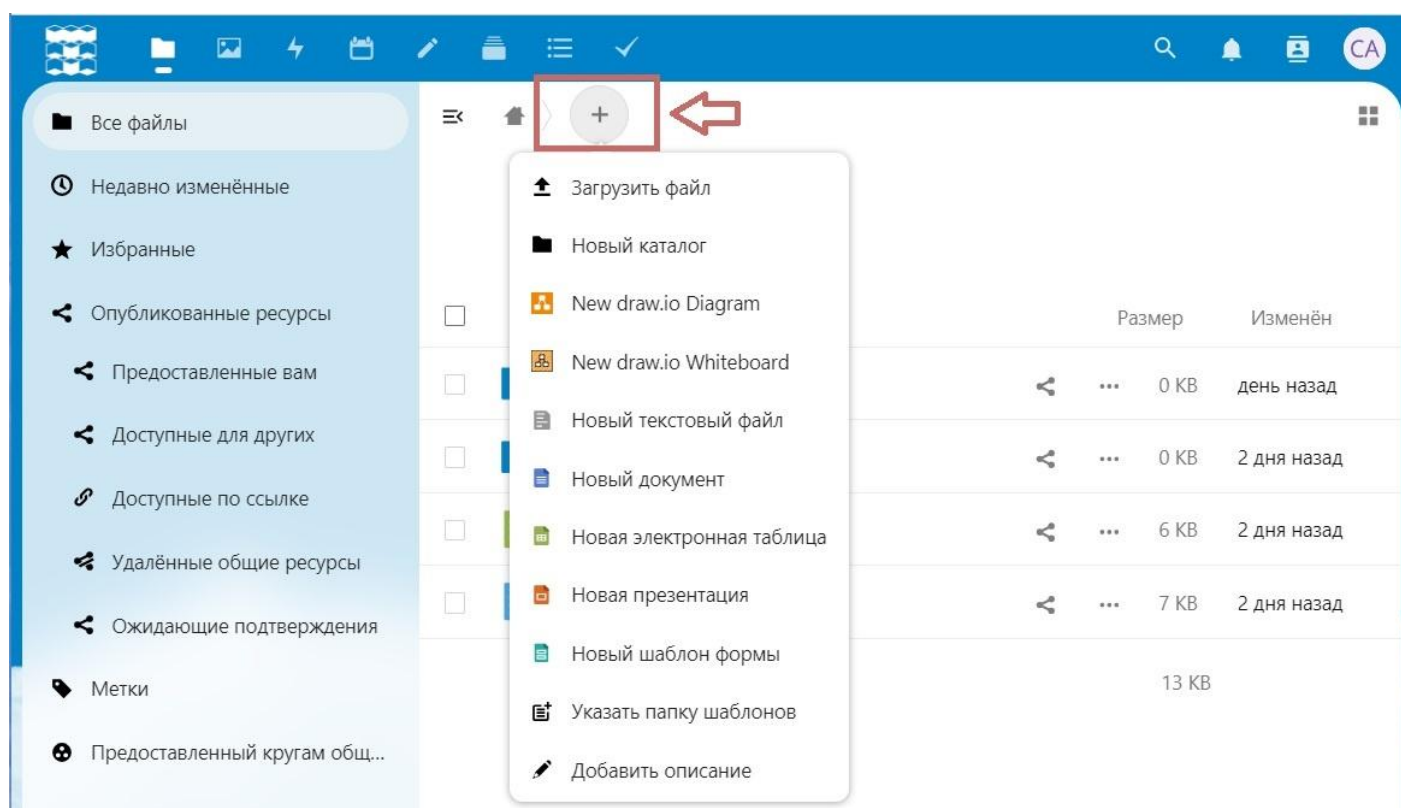 CA
Все файлы
Недавно изменённые
Избранные
Опубликованные ресурсы
Предоставленные вам
Доступные для других
Доступные по ссылке
Удалённые общие ресурсы
Ожидающие подтверждения
Метки
Предоставленный кругам общ...
Загрузить файл
Новый каталог
New draw.io Diagram
New draw.io Whiteboard
Новый текстовый файл
Новый документ
Новая электронная таблица
Новая презентация
Новый шаблон формы
Указать папку шаблонов
Добавить описание
Размер Изменён
0 KB день назад
0 KB 2 дня назад
6 KB 2 дня назад
7 KB 2 дня назад
13 KB